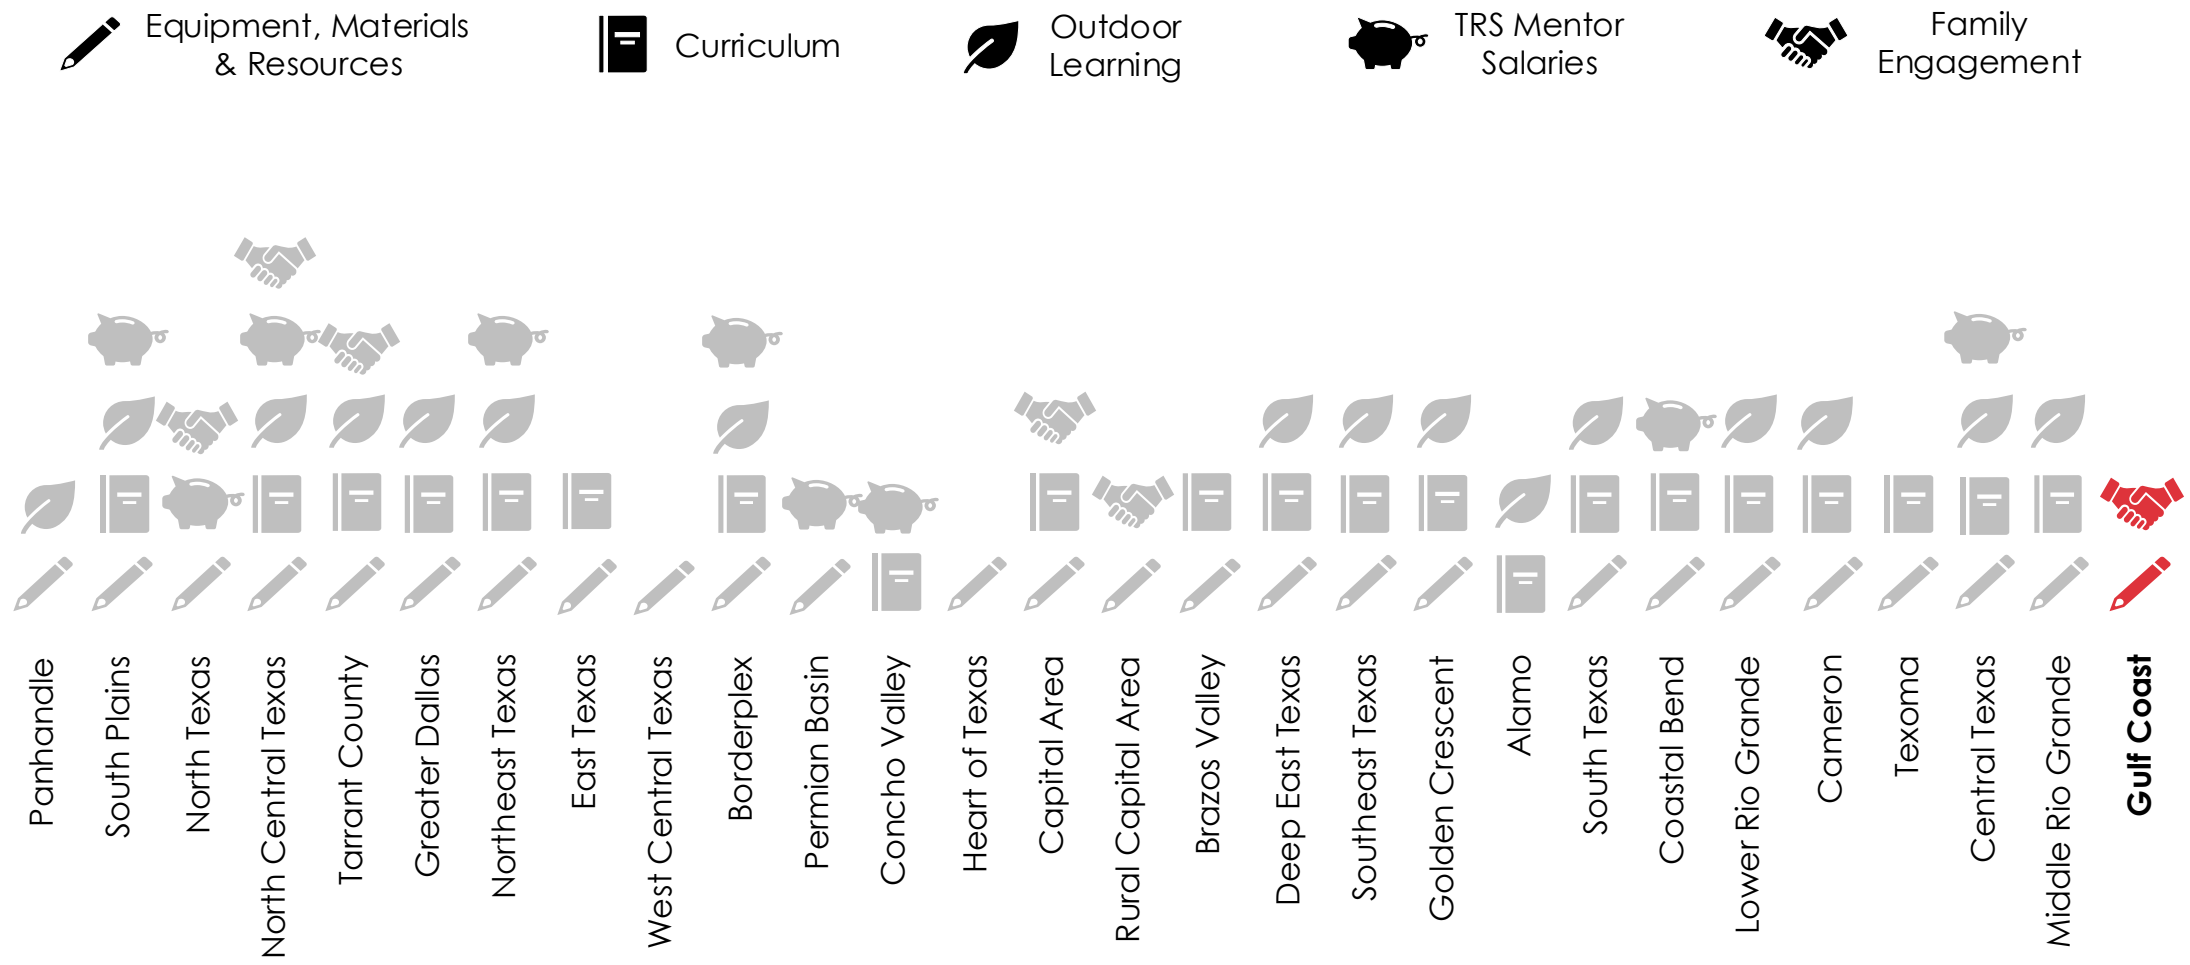 Equipment, Materials
& Resources
Curriculum
Outdoor
Learning
TRS Mentor
Salaries
Family
Engagement
Panhandle
South Plains
North Texas
North Central Texas
Tarrant County
Greater Dallas
Northeast Texas
East Texas
West Central Texas
Borderplex
Permian Basin
Concho Valley
Heart of Texas
Capital Area
Rural Capital Area
Brazos Valley
Deep East Texas
Southeast Texas
Golden Crescent
Alamo
South Texas
Coastal Bend
Lower Rio Grande
Cameron
Texoma
Central Texas
Middle Rio Grande
Gulf Coast